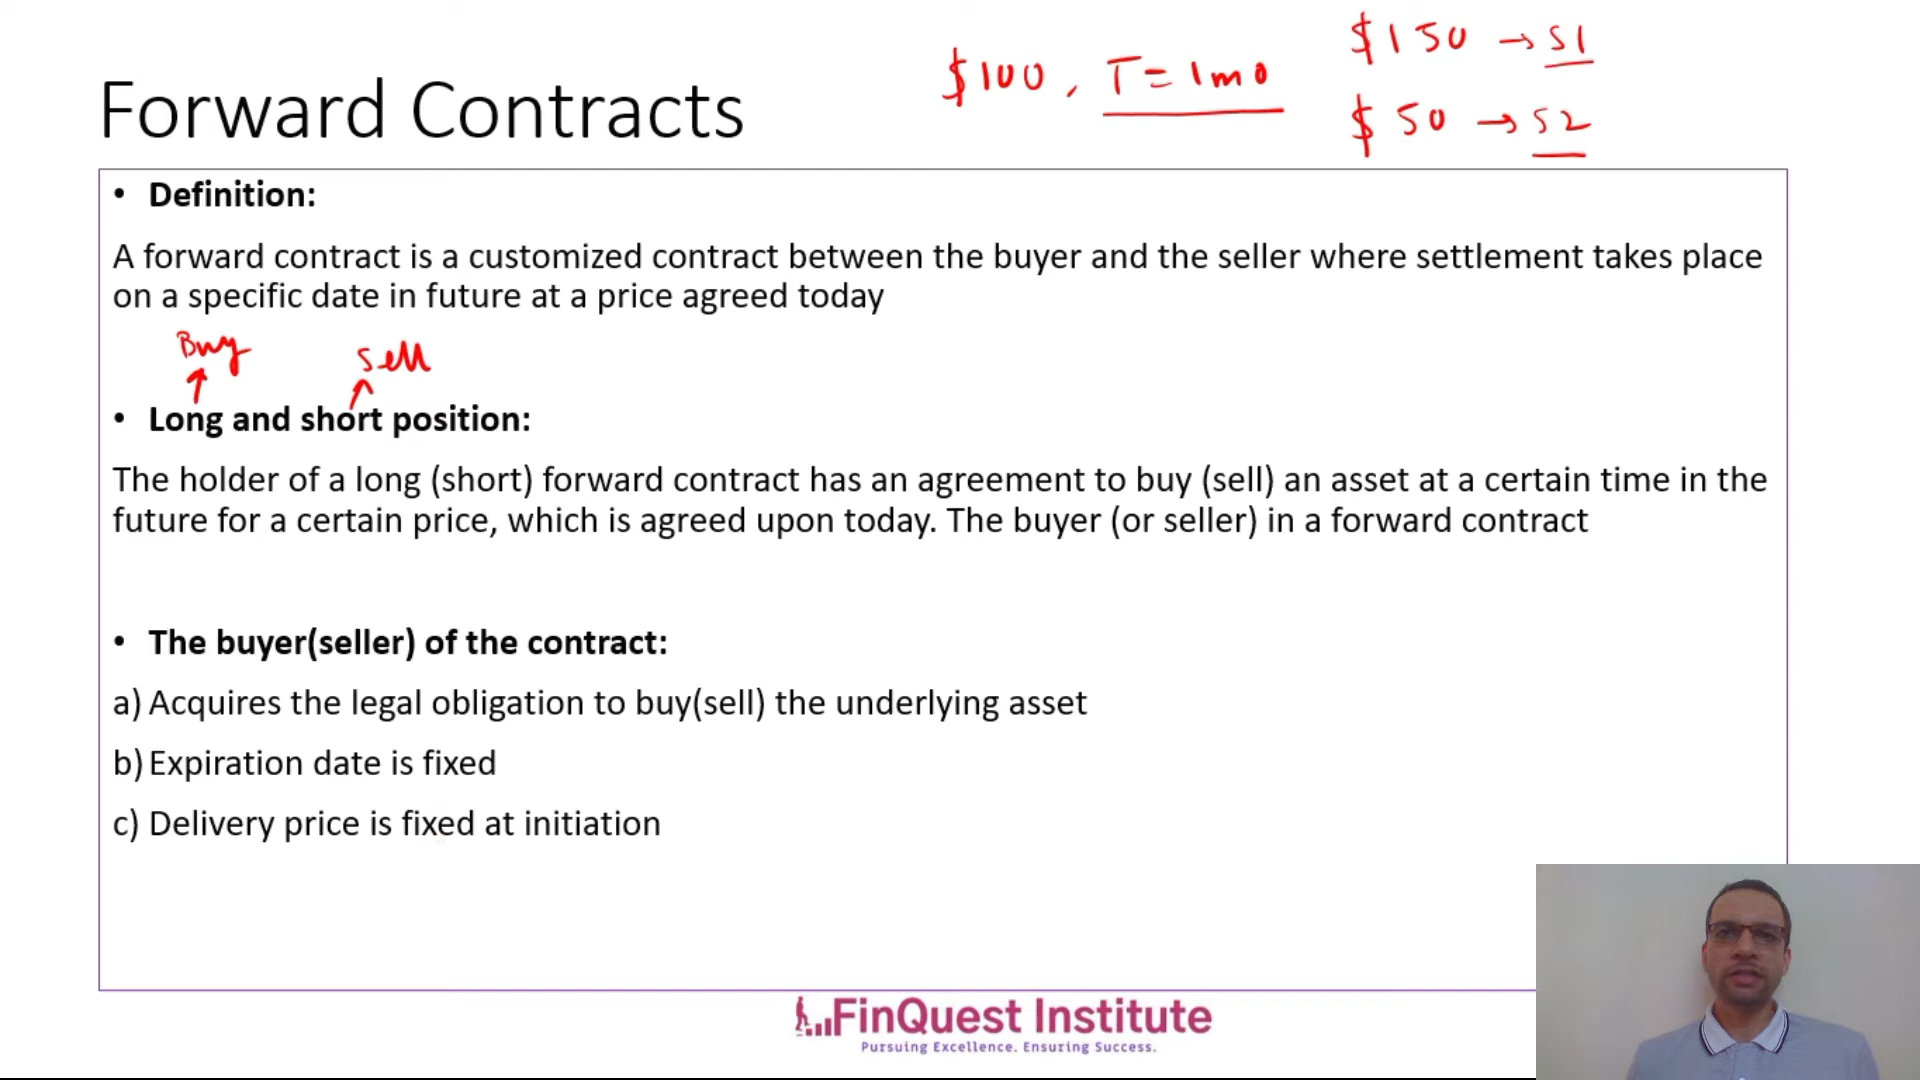 $100, T = 1mo
$150 → S1
$50 → S2
Forward Contracts
• Definition:
A forward contract is a customized contract between the buyer and the seller where settlement takes place
on a specific date in future at a price agreed today
Buy
Sell
• Long and short position:
The holder of a long (short) forward contract has an agreement to buy (sell) an asset at a certain time in the
future for a certain price, which is agreed upon today. The buyer (or seller) in a forward contract
• The buyer(seller) of the contract:
a) Acquires the legal obligation to buy(sell) the underlying asset
b) Expiration date is fixed
c) Delivery price is fixed at initiation
FinQuest Institute
Pursuing Excellence. Ensuring Success.